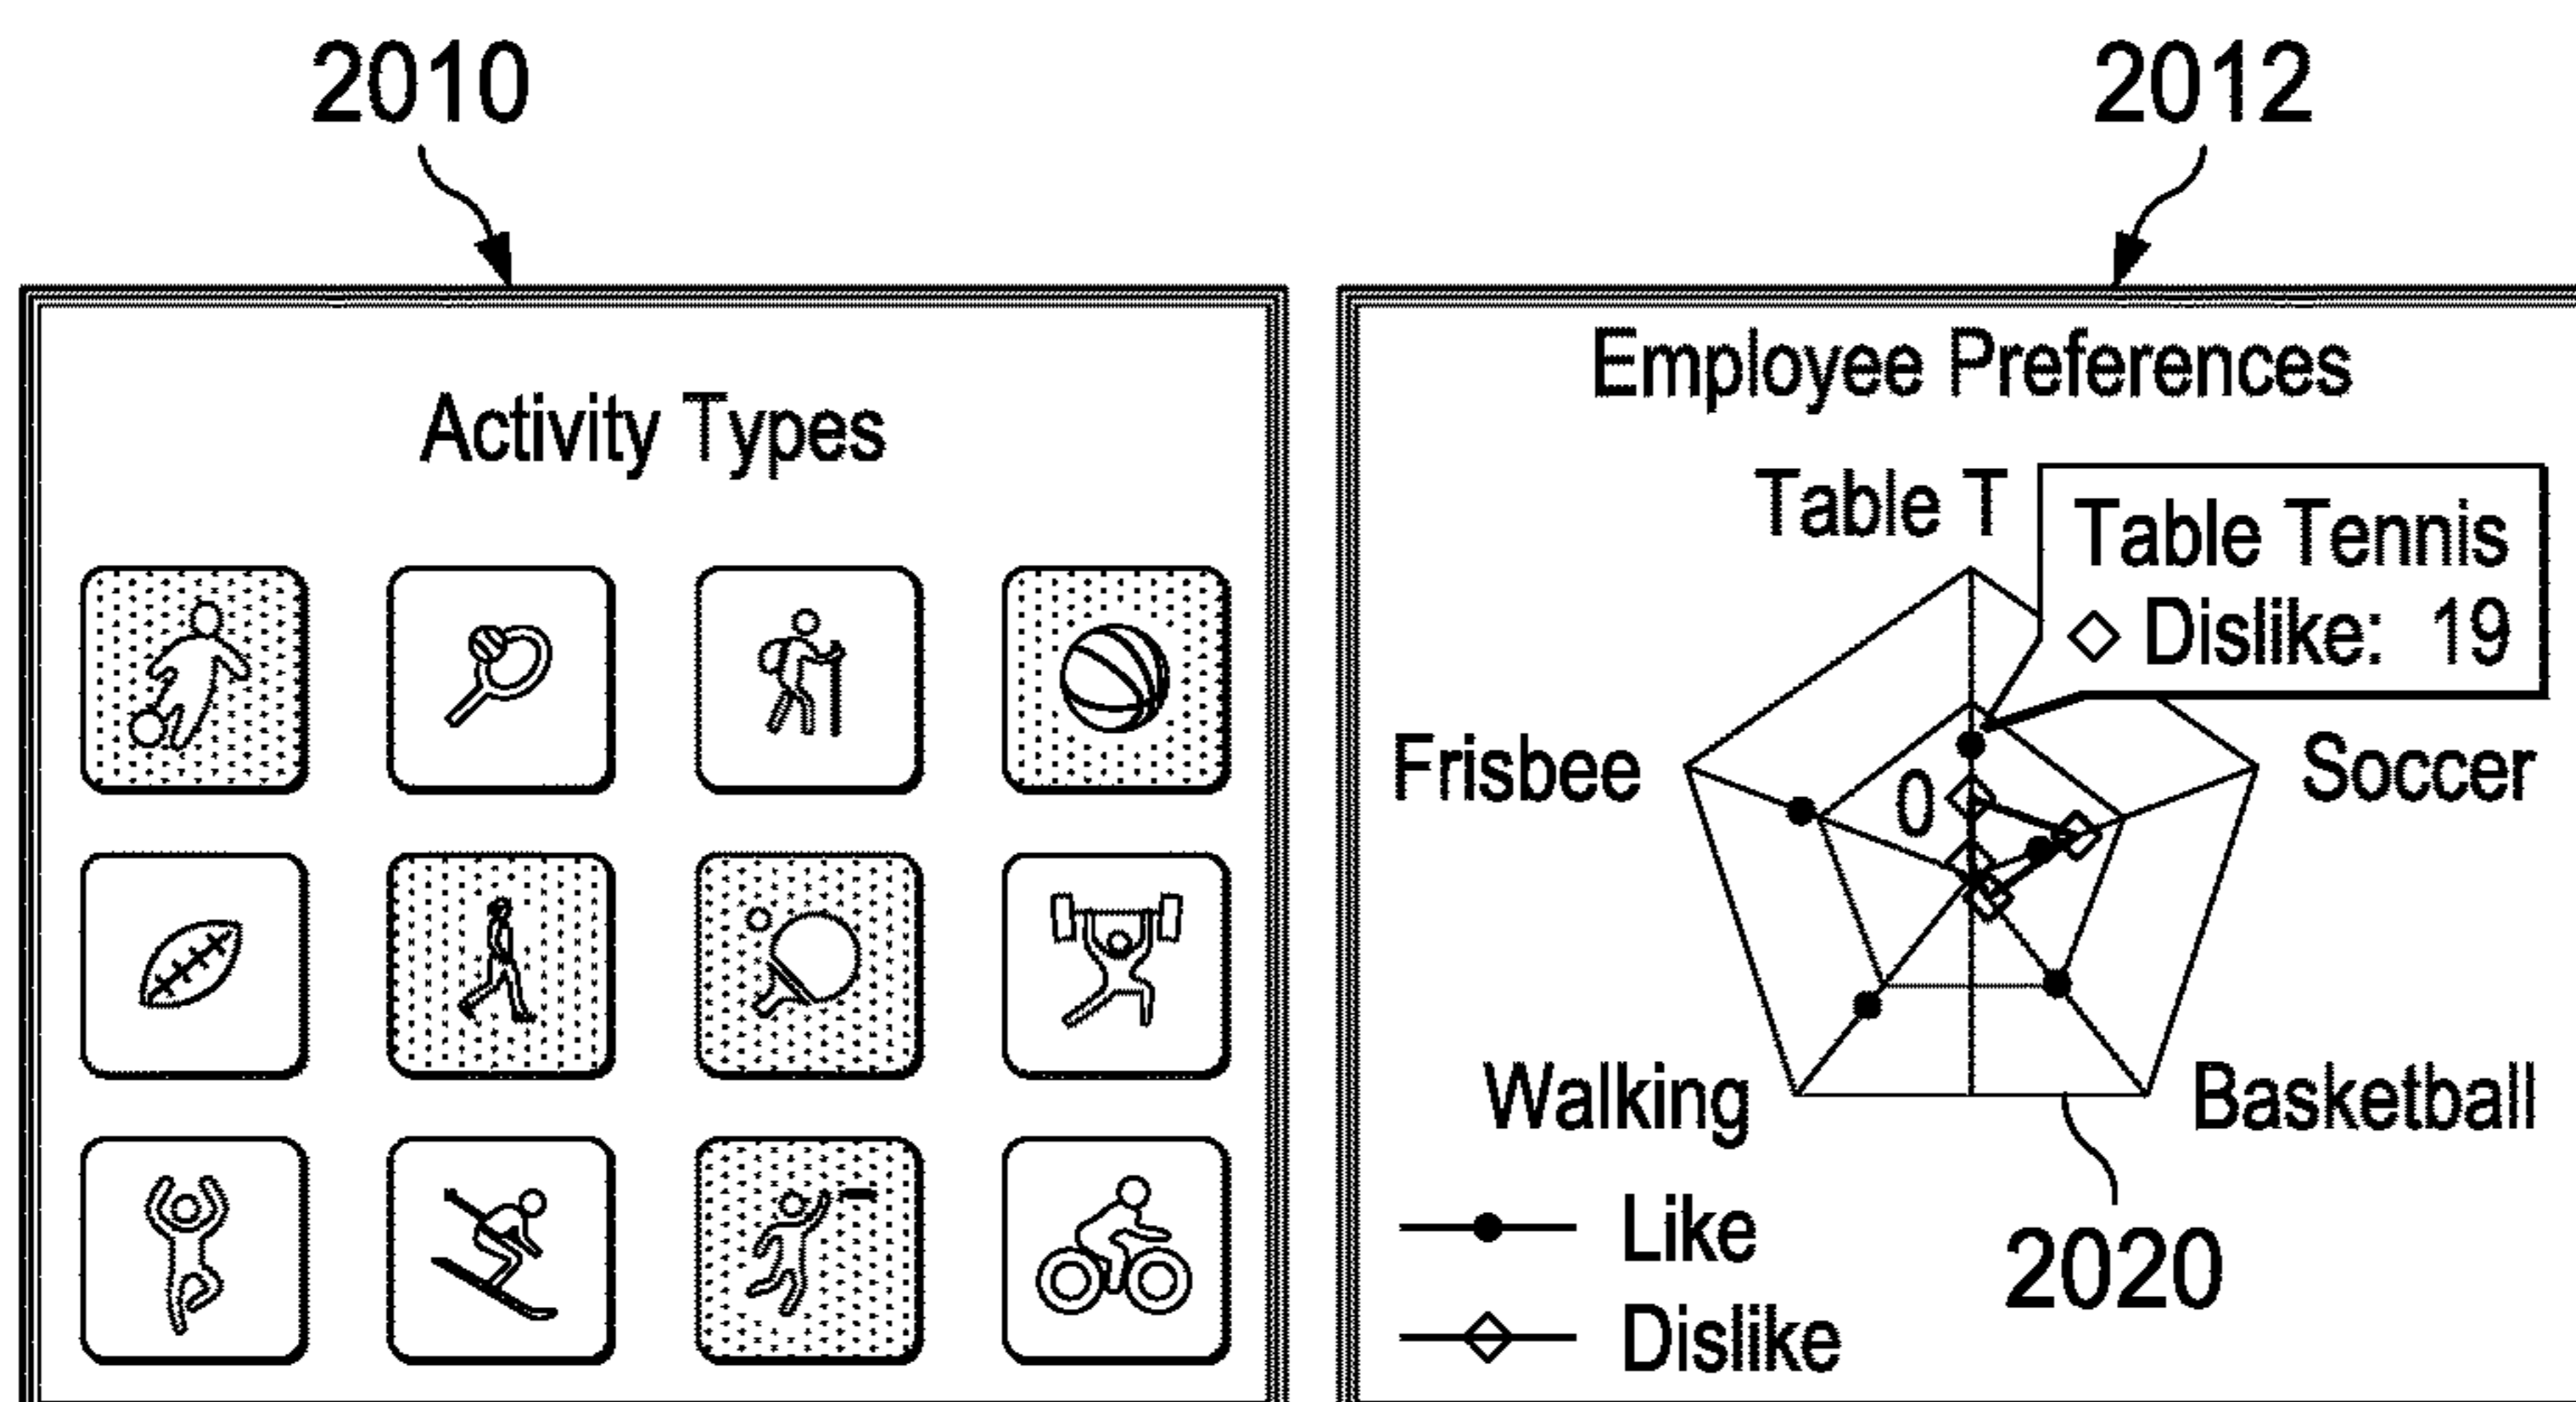 2010
2012
Activity Types
Employee Preferences
Table T
Table Tennis
Dislike: 19
Frisbee
0
Soccer
Walking
Basketball
Like
Dislike
2020